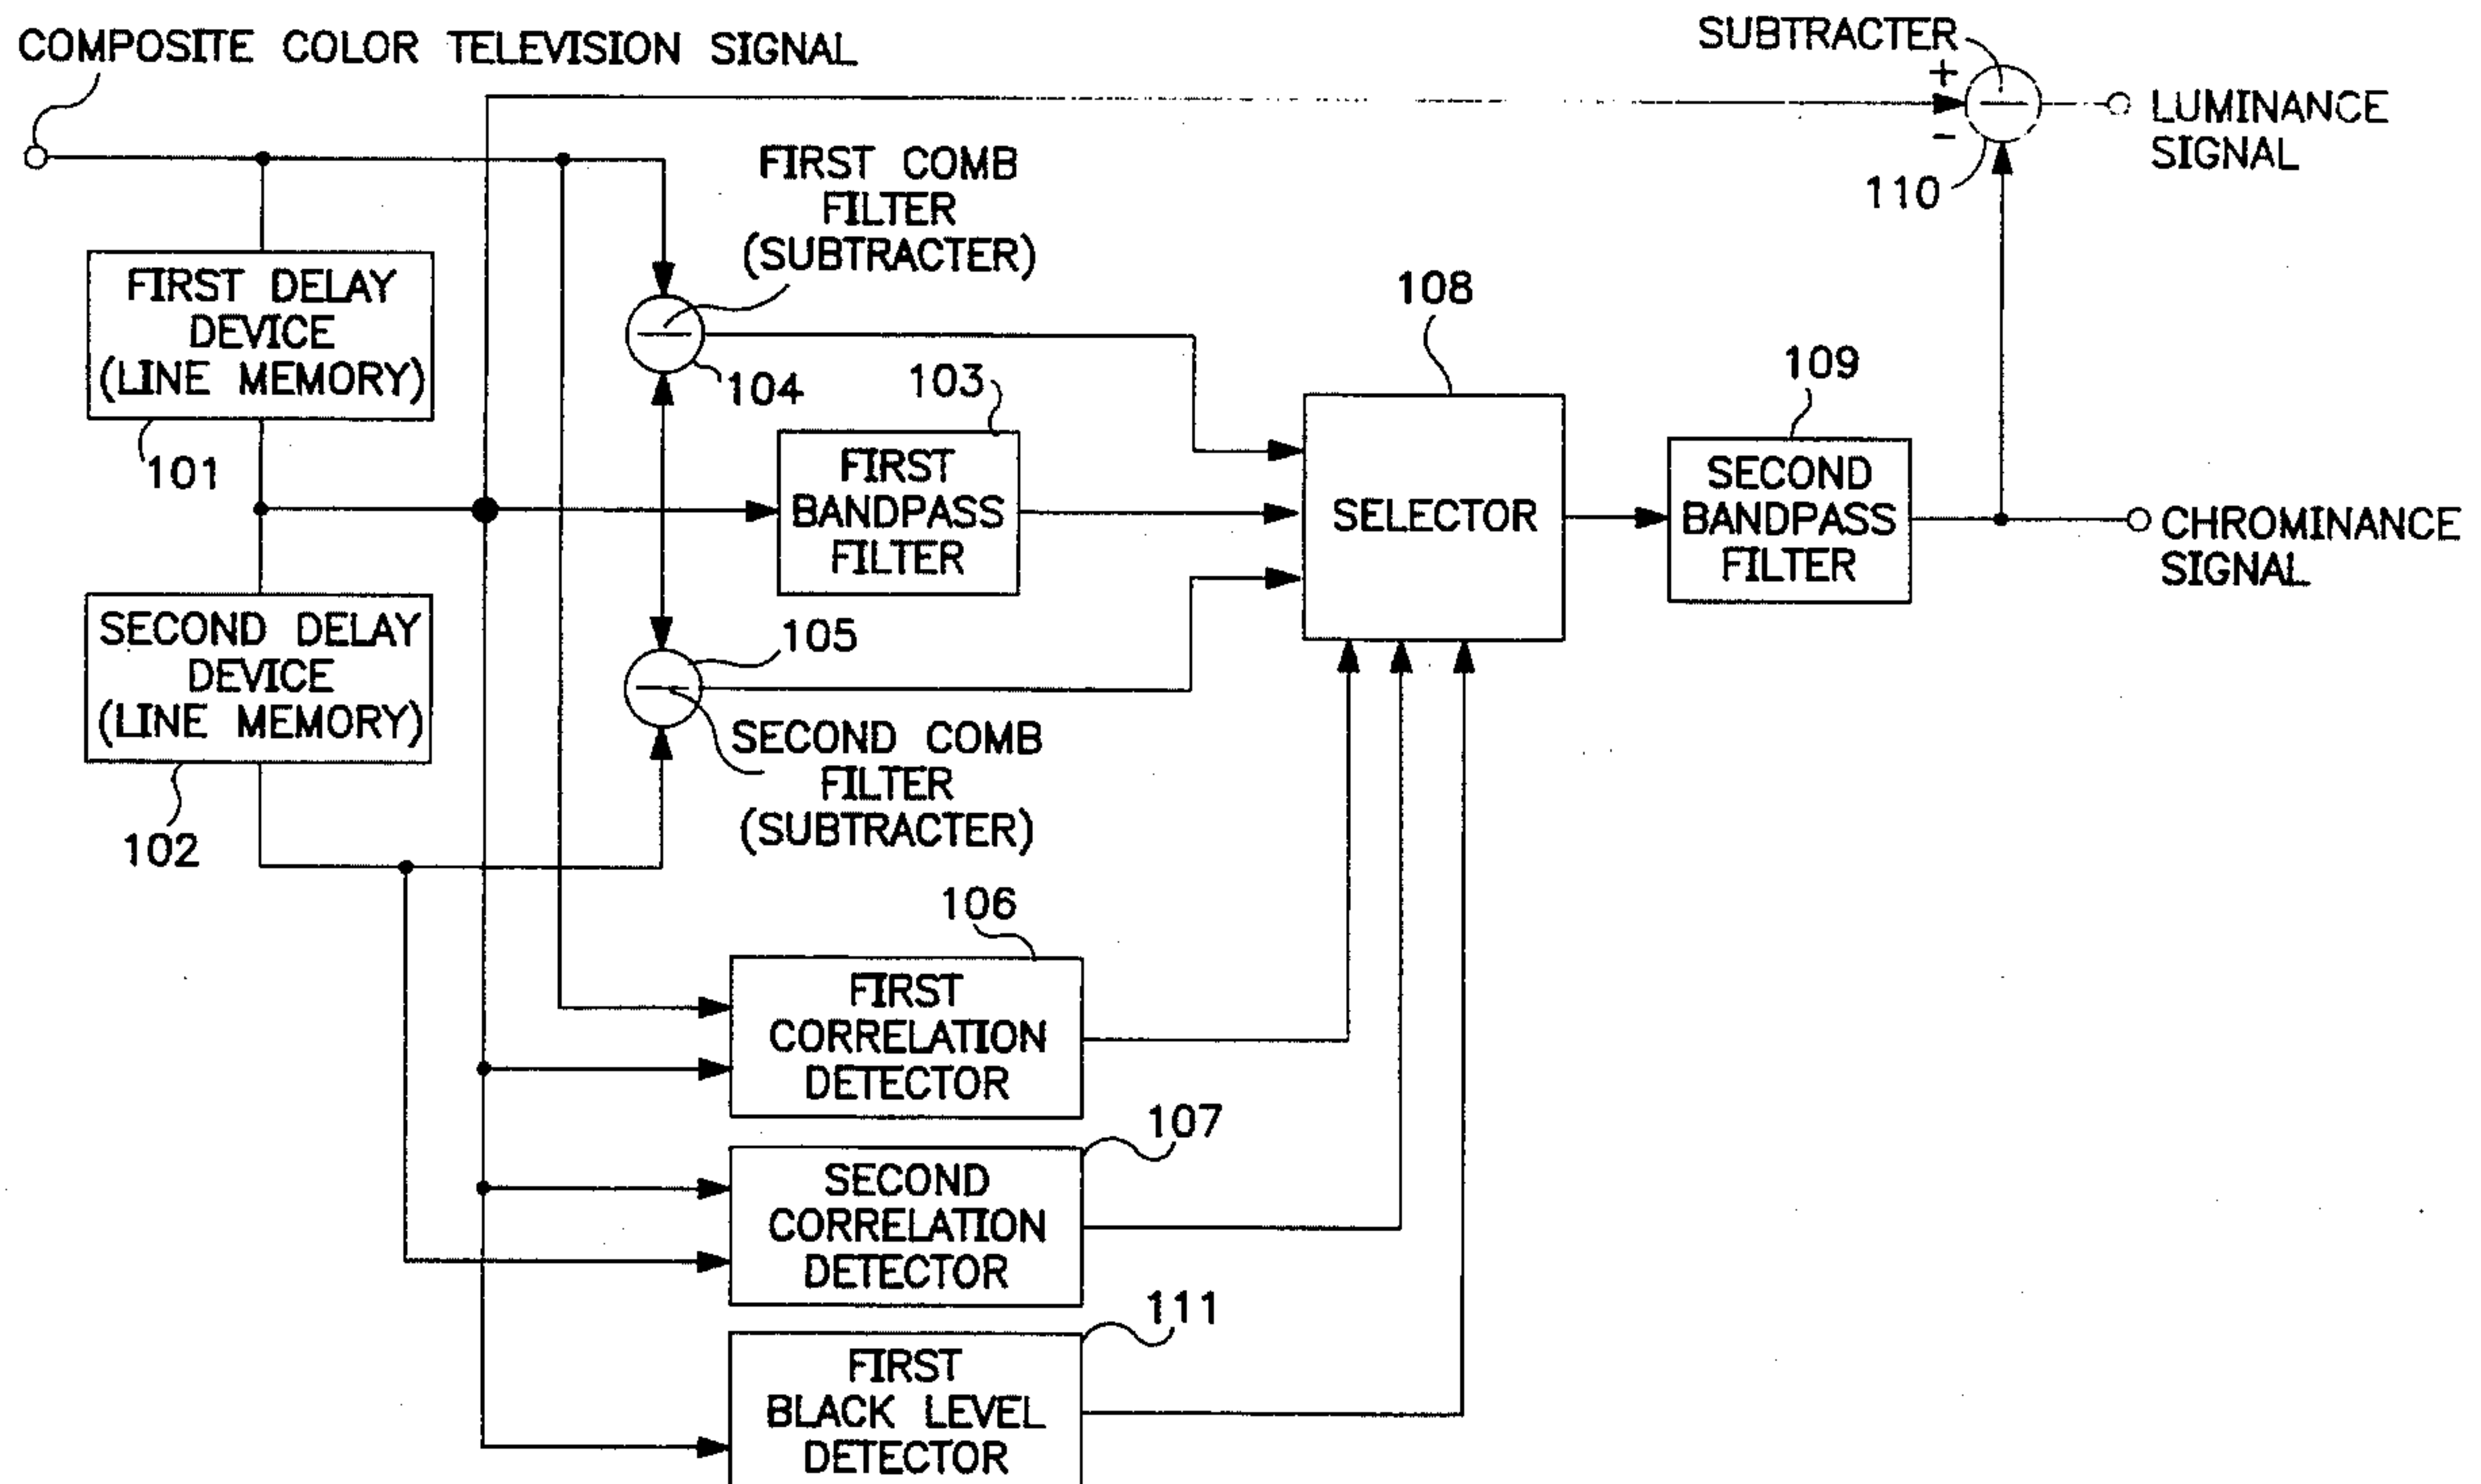 COMPOSITE COLOR TELEVISION SIGNAL
SUBTRACTER
+
-
110
LUMINANCE
SIGNAL
FIRST COMB
FILTER
(SUBTRACTER)
104
FIRST DELAY
DEVICE
(LINE MEMORY)
101
103
FIRST
BANDPASS
FILTER
108
SELECTOR
109
SECOND
BANDPASS
FILTER
CHROMINANCE
SIGNAL
SECOND DELAY
DEVICE
(LINE MEMORY)
102
105
SECOND COMB
FILTER
(SUBTRACTER)
106
FIRST
CORRELATION
DETECTOR
107
SECOND
CORRELATION
DETECTOR
111
FIRST
BLACK LEVEL
DETECTOR